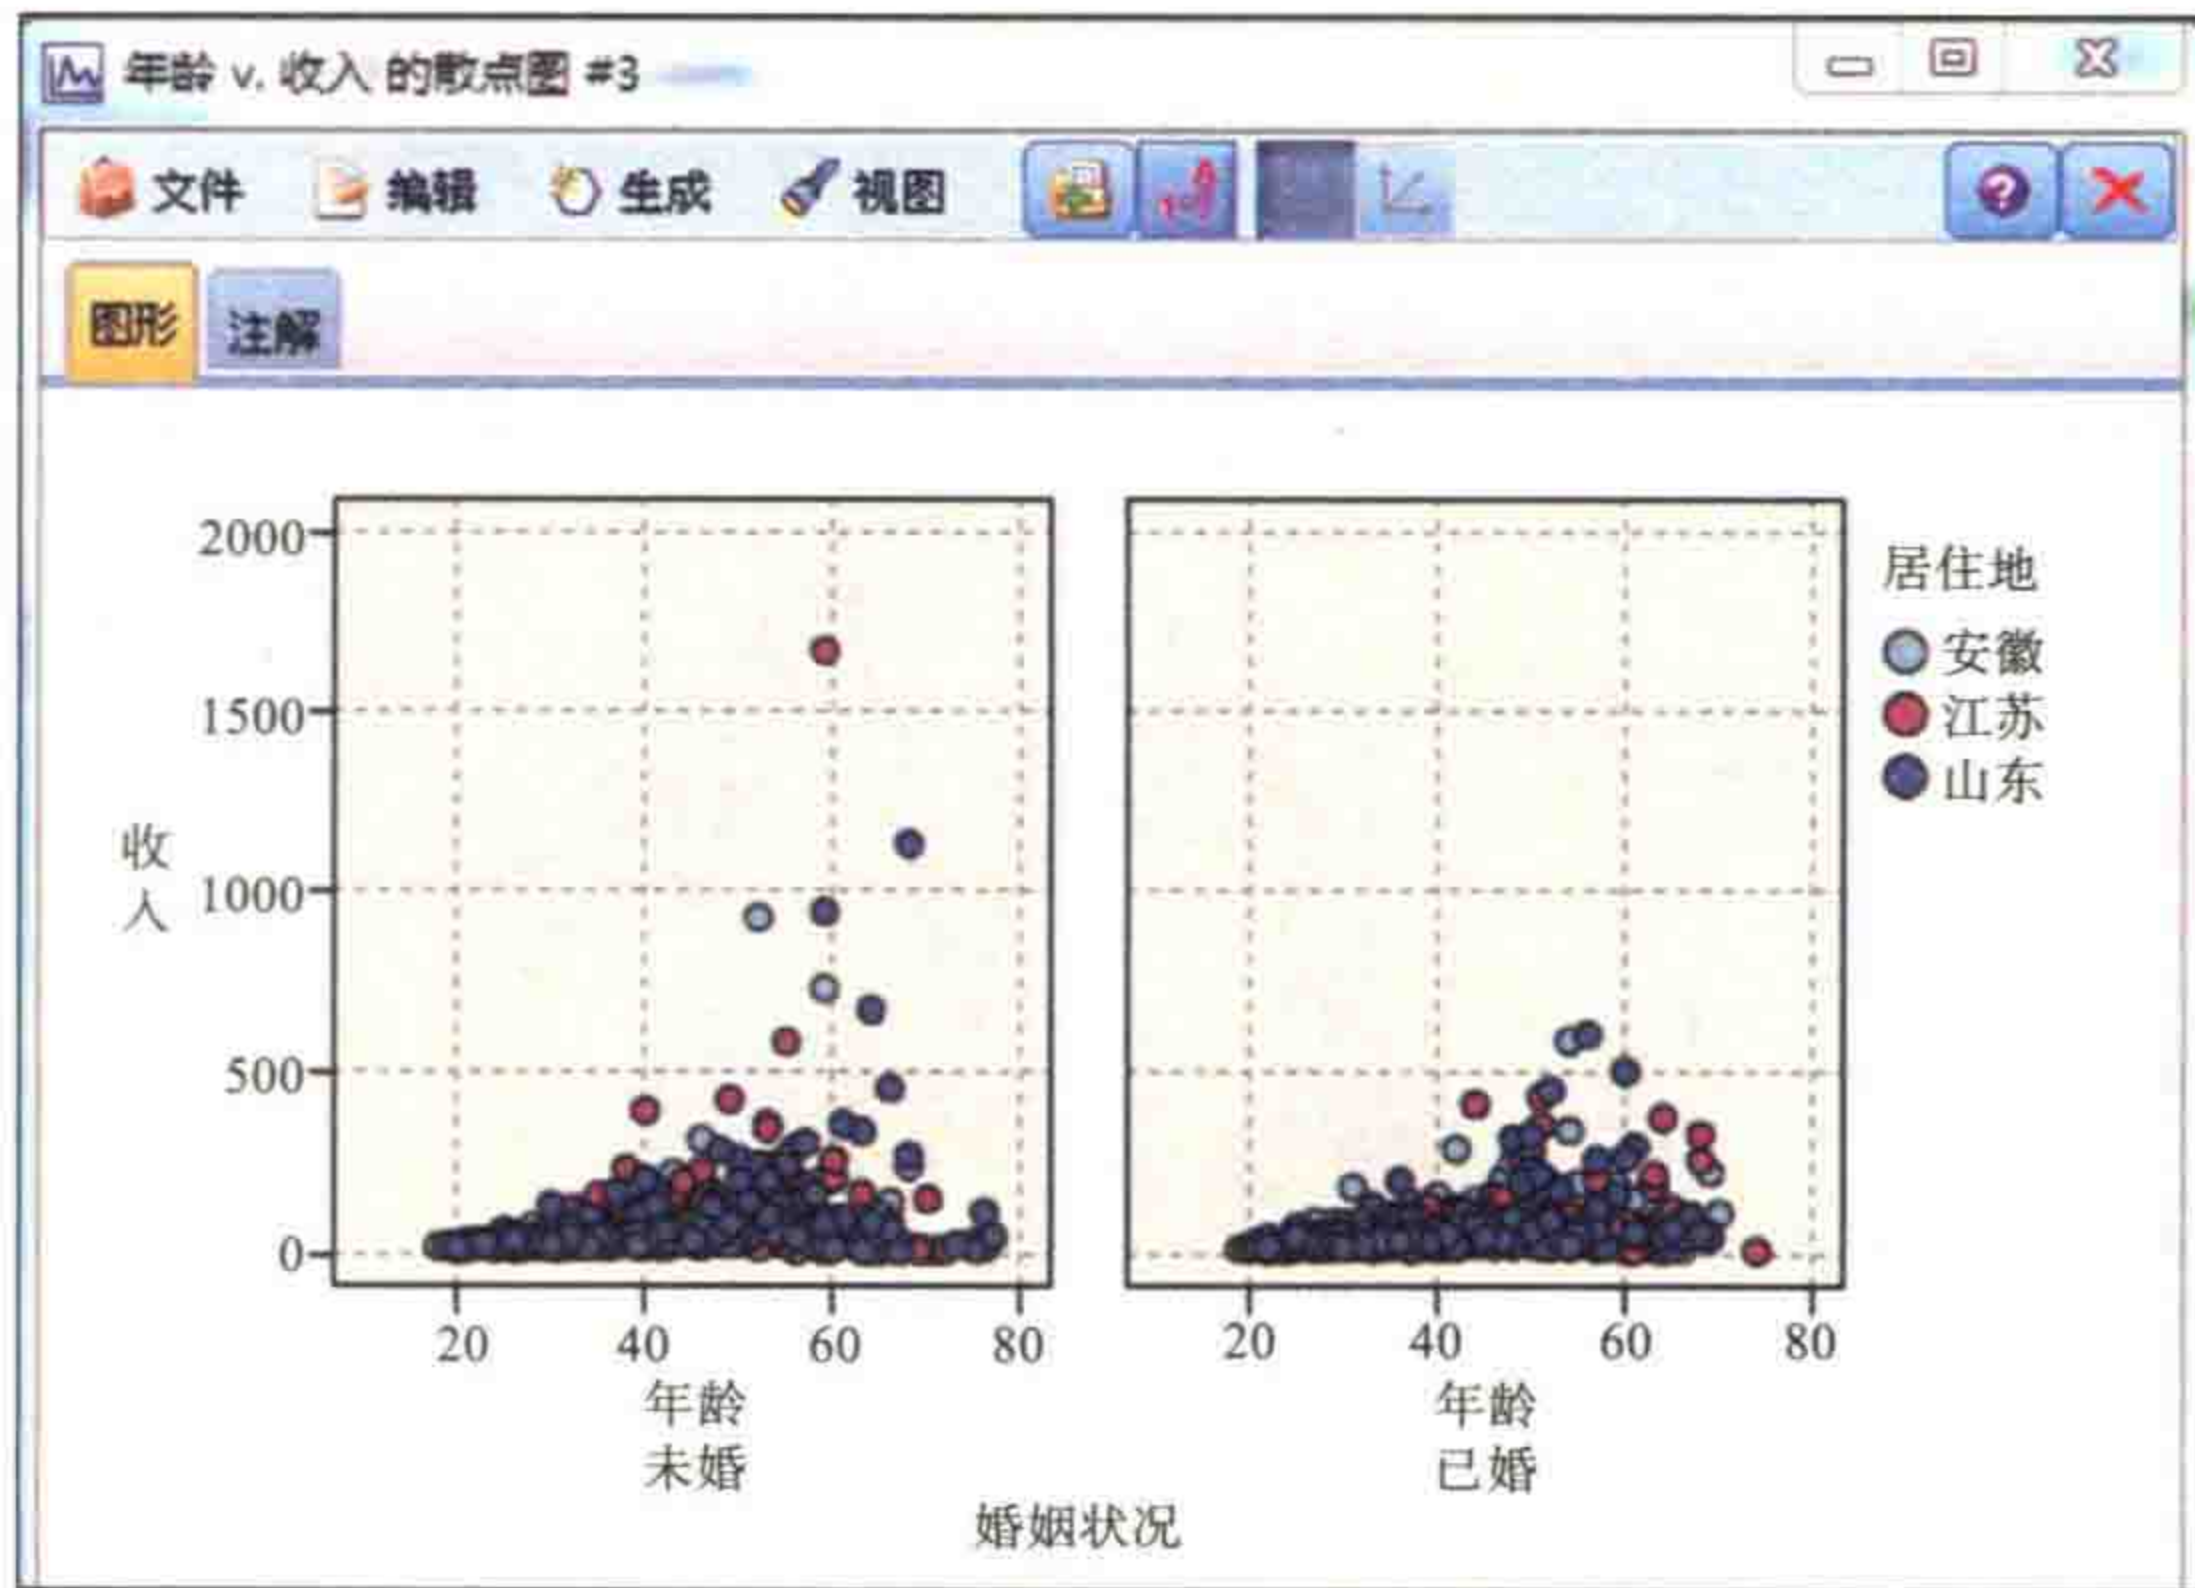 年龄 v. 收入 的散点图 #3
文件 编辑 生成 视图
图形 注解
2000
1500
1000
500
0
收
入
20 40 60 80
年龄
未婚
20 40 60 80
年龄
已婚
婚姻状况
居住地
安徽
江苏
山东